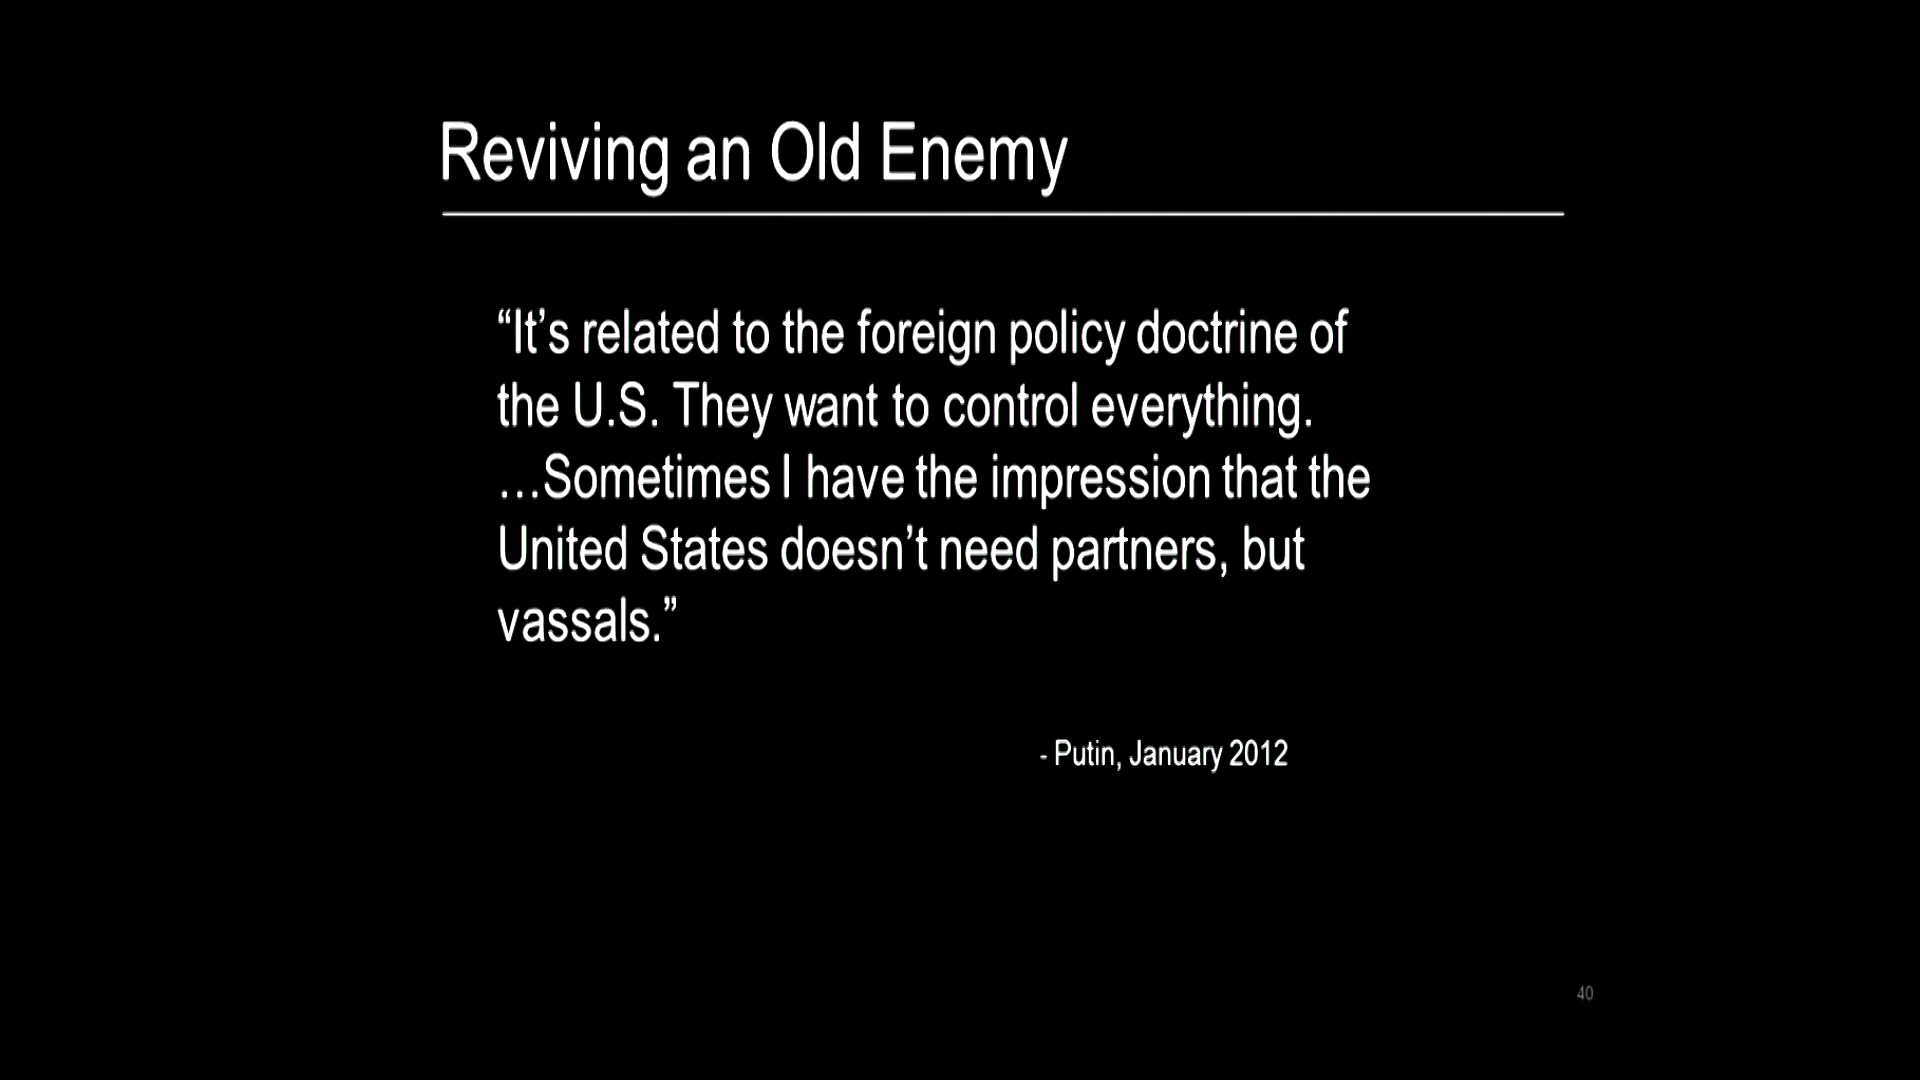 Reviving an Old Enemy
“It’s related to the foreign policy doctrine of
the U.S. They want to control everything.
…Sometimes I have the impression that the
United States doesn’t need partners, but
vassals.”
- Putin, January 2012
40